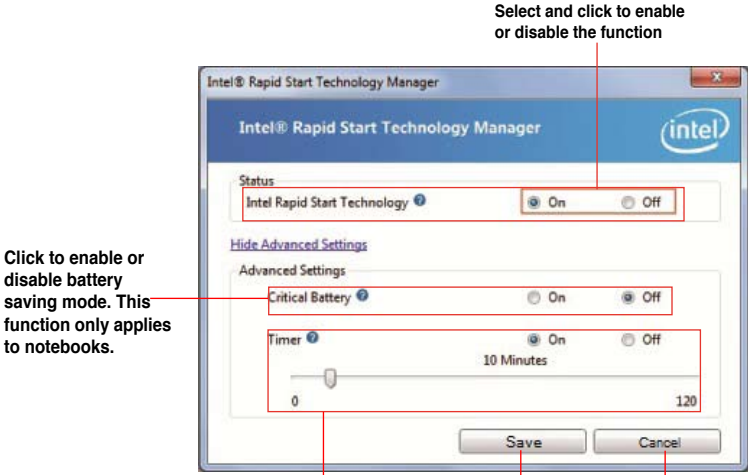 Select and click to enable
or disable the function
Intel® Rapid Start Technology Manager
Intel® Rapid Start Technology Manager
intel
Status
Intel Rapid Start Technology ? On Off
Hide Advanced Settings
Click to enable or
disable battery
saving mode. This
function only applies
to notebooks.
Advanced Settings
Critical Battery ? On Off
Timer ? On Off
10 Minutes
0 120
Save Cancel